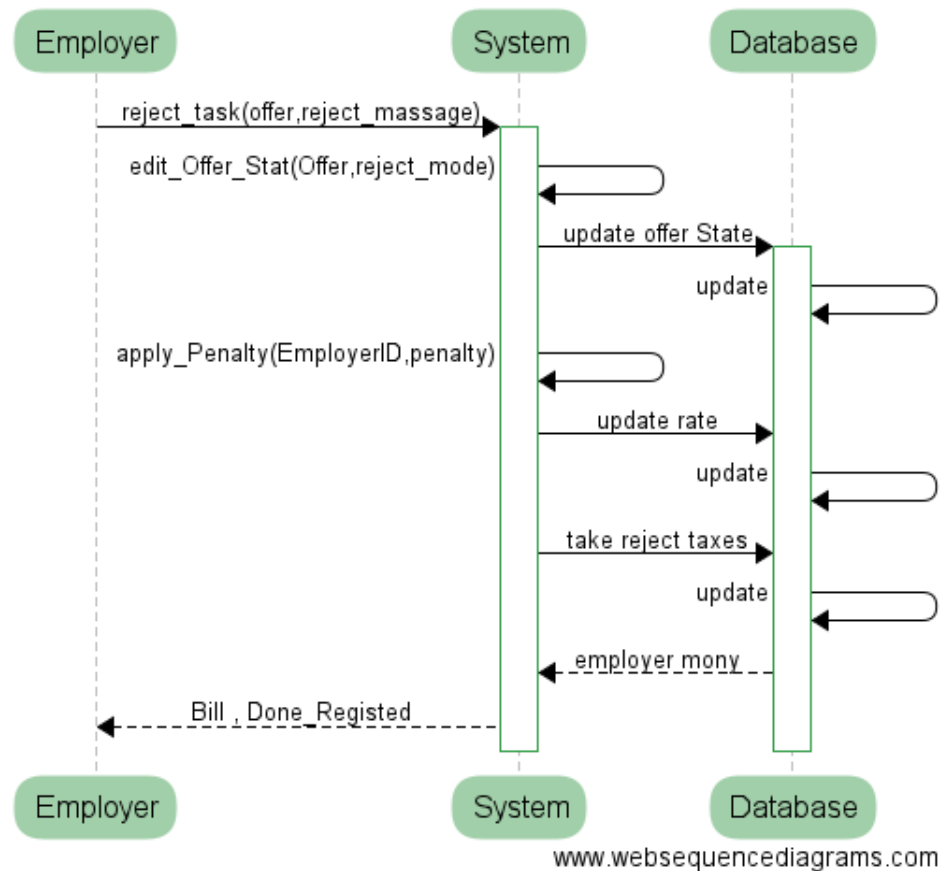 Employer System Database
reject_task(offer,reject_massage)
edit_Offer_Stat(Offer,reject_mode)
update offer State
update
apply_Penalty(EmployerID,penalty)
update rate
update
take reject taxes
update
employer mony
Bill , Done_Registed
Employer System Database
www.websequencediagrams.com